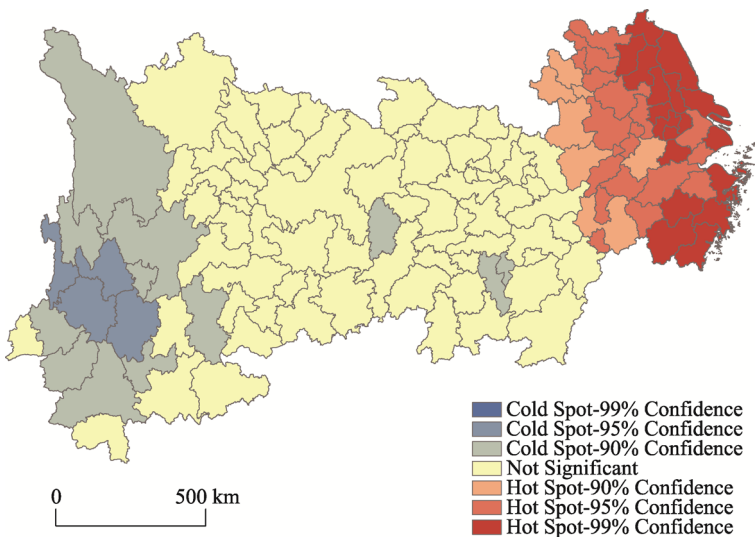 Cold Spot-99% Confidence
Cold Spot-95% Confidence
Cold Spot-90% Confidence
Not Significant
Hot Spot-90% Confidence
Hot Spot-95% Confidence
Hot Spot-99% Confidence
0 500 km